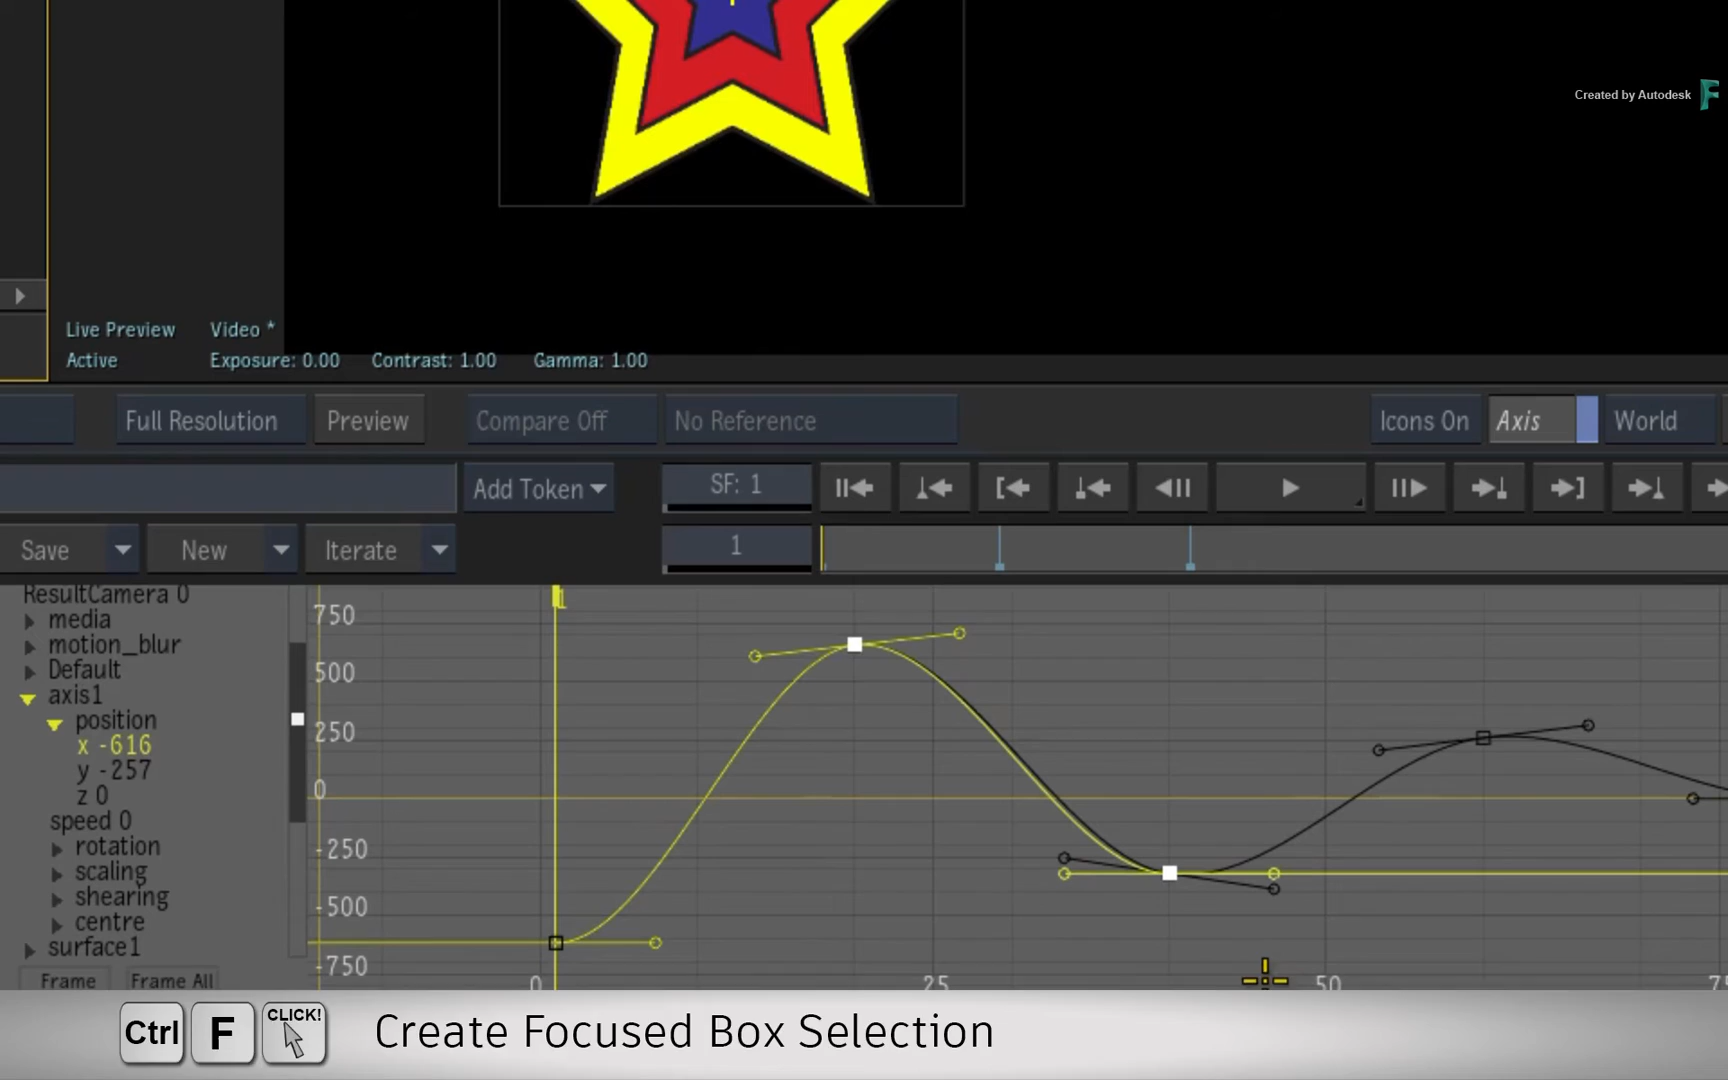 Created by Autodesk
Live Preview Video *
Active Exposure: 0.00 Contrast: 1.00 Gamma: 1.00
Full Resolution Preview Compare Off No Reference Icons On Axis World
Add Token SF: 1
Save New Iterate 1
ResultCamera 0
media
motion_blur
Default
axis1
position
x -616
y -257
z 0
speed 0
rotation
scaling
shearing
centre
surface1
Frame Frame All
1
750
500
250
0
-250
-500
-750
0 25 50 75
Ctrl F CLICK! Create Focused Box Selection